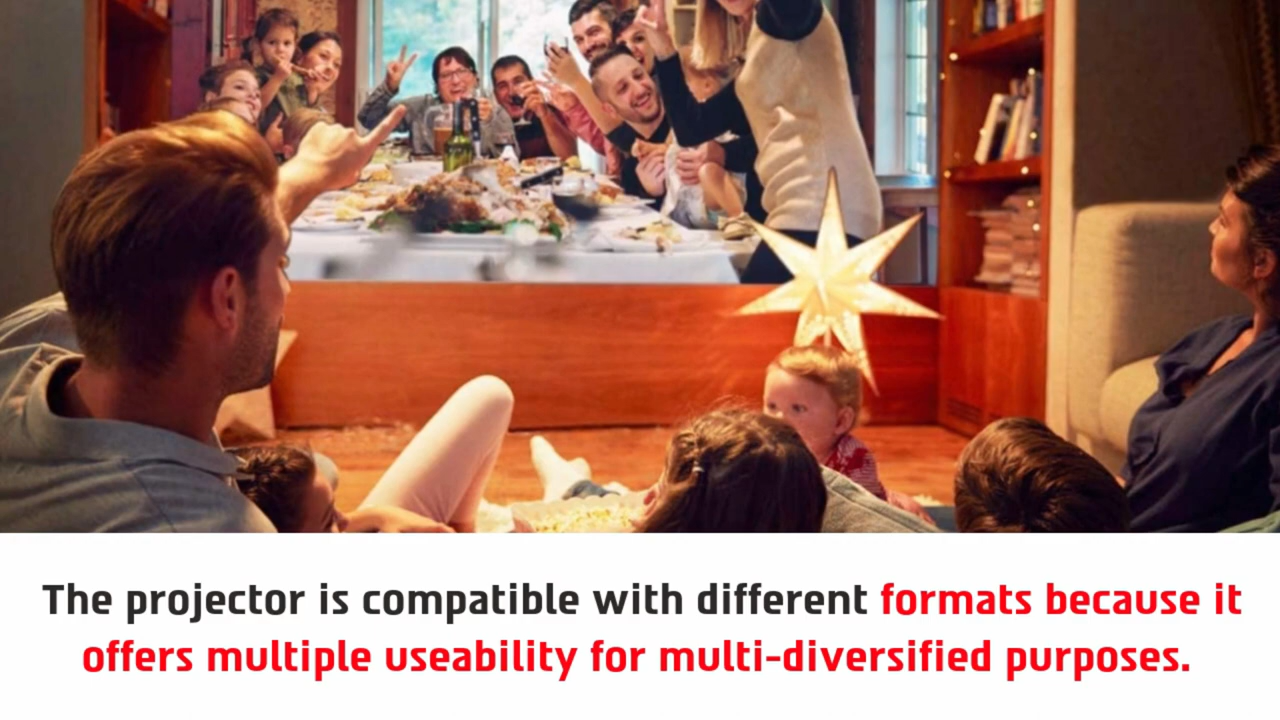 The projector is compatible with different formats because it
offers multiple useability for multi-diversified purposes.